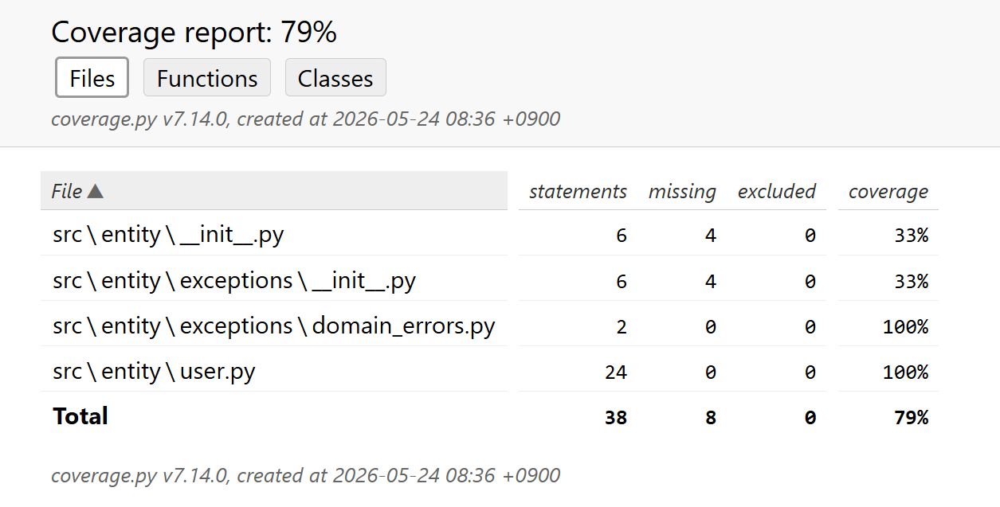 Coverage report: 79%
Files Functions Classes
coverage.py v7.14.0, created at 2026-05-24 08:36 +0900
File ▲ statements missing excluded coverage
src \ entity \ __init__.py 6 4 0 33%
src \ entity \ exceptions \ __init__.py 6 4 0 33%
src \ entity \ exceptions \ domain_errors.py 2 0 0 100%
src \ entity \ user.py 24 0 0 100%
Total 38 8 0 79%
coverage.py v7.14.0, created at 2026-05-24 08:36 +0900